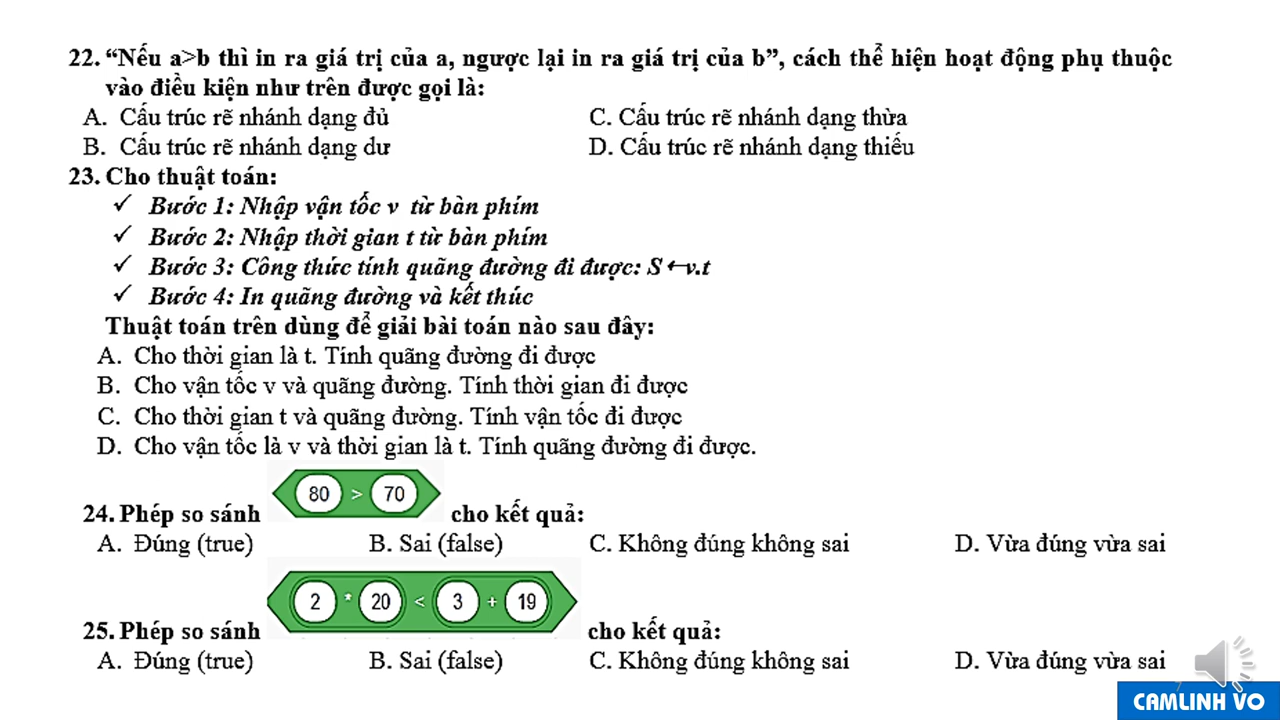 22. “Nếu a>b thì in ra giá trị của a, ngược lại in ra giá trị của b”, cách thể hiện hoạt động phụ thuộc
vào điều kiện như trên được gọi là:
A. Cấu trúc rẽ nhánh dạng đủ
C. Cấu trúc rẽ nhánh dạng thừa
B. Cấu trúc rẽ nhánh dạng dư
D. Cấu trúc rẽ nhánh dạng thiếu
23. Cho thuật toán:
✓ Bước 1: Nhập vận tốc v từ bàn phím
✓ Bước 2: Nhập thời gian t từ bàn phím
✓ Bước 3: Công thức tính quãng đường đi được: S←v.t
✓ Bước 4: In quãng đường và kết thúc
Thuật toán trên dùng để giải bài toán nào sau đây:
A. Cho thời gian là t. Tính quãng đường đi được
B. Cho vận tốc v và quãng đường. Tính thời gian đi được
C. Cho thời gian t và quãng đường. Tính vận tốc đi được
D. Cho vận tốc là v và thời gian là t. Tính quãng đường đi được.
24. Phép so sánh 80 > 70 cho kết quả:
A. Đúng (true) B. Sai (false) C. Không đúng không sai D. Vừa đúng vừa sai
25. Phép so sánh 2 * 20 < 3 + 19 cho kết quả:
A. Đúng (true) B. Sai (false) C. Không đúng không sai D. Vừa đúng vừa sai
7
CAMLINH VO